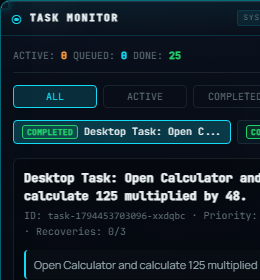 TASK MONITOR
SYS
ACTIVE: 0 QUEUED: 0 DONE: 25
ALL ACTIVE COMPLETED
COMPLETED Desktop Task: Open C... CO
Desktop Task: Open Calculator and
calculate 125 multiplied by 48.
ID: task-1794453703096-xxdqbc · Priority:
· Recoveries: 0/3
Open Calculator and calculate 125 multiplied